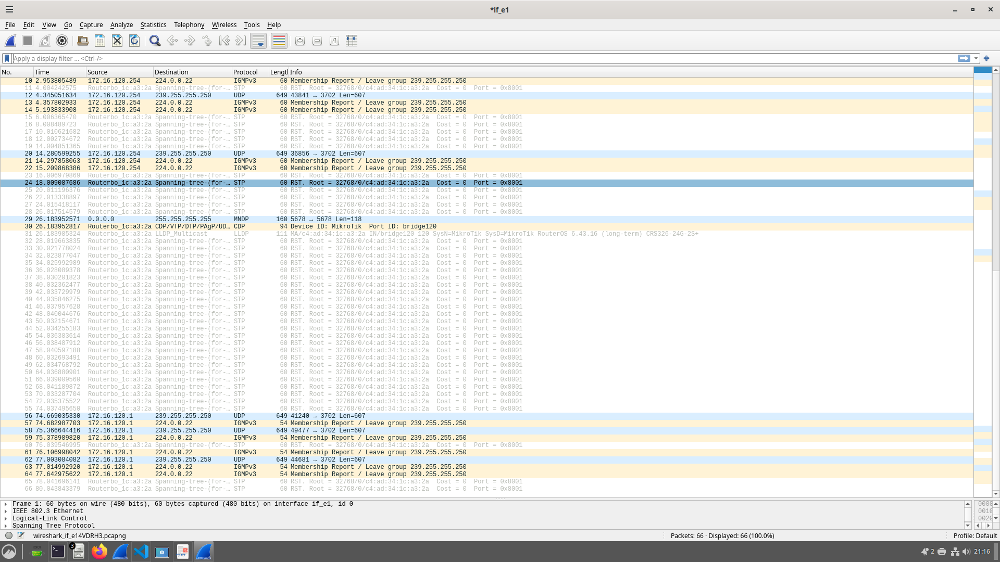 *if_e1
File Edit View Go Capture Analyze Statistics Telephony Wireless Tools Help
Apply a display filter ... <Ctrl-/>
No. Time Source Destination Protocol Length Info
10 2.953805489 172.16.120.254 224.0.0.22 IGMPv3 60 Membership Report / Leave group 239.255.255.250
11 4.004242575 Routerbo_1c:a3:2a Spanning-tree-(for-… STP 60 RST. Root = 32768/0/c4:ad:34:1c:a3:2a Cost = 0 Port = 0x8001
12 4.345051634 172.16.120.254 239.255.255.250 UDP 649 43841 → 3702 Len=607
13 4.357802933 172.16.120.254 224.0.0.22 IGMPv3 60 Membership Report / Leave group 239.255.255.250
14 5.193833908 172.16.120.254 224.0.0.22 IGMPv3 60 Membership Report / Leave group 239.255.255.250
15 6.006365470 Routerbo_1c:a3:2a Spanning-tree-(for-… STP 60 RST. Root = 32768/0/c4:ad:34:1c:a3:2a Cost = 0 Port = 0x8001
16 8.008489723 Routerbo_1c:a3:2a Spanning-tree-(for-… STP 60 RST. Root = 32768/0/c4:ad:34:1c:a3:2a Cost = 0 Port = 0x8001
17 10.010621682 Routerbo_1c:a3:2a Spanning-tree-(for-… STP 60 RST. Root = 32768/0/c4:ad:34:1c:a3:2a Cost = 0 Port = 0x8001
18 12.002734672 Routerbo_1c:a3:2a Spanning-tree-(for-… STP 60 RST. Root = 32768/0/c4:ad:34:1c:a3:2a Cost = 0 Port = 0x8001
19 14.004851365 Routerbo_1c:a3:2a Spanning-tree-(for-… STP 60 RST. Root = 32768/0/c4:ad:34:1c:a3:2a Cost = 0 Port = 0x8001
20 14.280599255 172.16.120.254 239.255.255.250 UDP 649 36856 → 3702 Len=607
21 14.297858063 172.16.120.254 224.0.0.22 IGMPv3 60 Membership Report / Leave group 239.255.255.250
22 15.209868386 172.16.120.254 224.0.0.22 IGMPv3 60 Membership Report / Leave group 239.255.255.250
23 16.006979869 Routerbo_1c:a3:2a Spanning-tree-(for-… STP 60 RST. Root = 32768/0/c4:ad:34:1c:a3:2a Cost = 0 Port = 0x8001
24 18.009087686 Routerbo_1c:a3:2a Spanning-tree-(for-… STP 60 RST. Root = 32768/0/c4:ad:34:1c:a3:2a Cost = 0 Port = 0x8001
25 20.011196376 Routerbo_1c:a3:2a Spanning-tree-(for-… STP 60 RST. Root = 32768/0/c4:ad:34:1c:a3:2a Cost = 0 Port = 0x8001
26 22.013338897 Routerbo_1c:a3:2a Spanning-tree-(for-… STP 60 RST. Root = 32768/0/c4:ad:34:1c:a3:2a Cost = 0 Port = 0x8001
27 24.015418117 Routerbo_1c:a3:2a Spanning-tree-(for-… STP 60 RST. Root = 32768/0/c4:ad:34:1c:a3:2a Cost = 0 Port = 0x8001
28 26.017514579 Routerbo_1c:a3:2a Spanning-tree-(for-… STP 60 RST. Root = 32768/0/c4:ad:34:1c:a3:2a Cost = 0 Port = 0x8001
29 26.183952571 0.0.0.0 255.255.255.255 MNDP 160 5678 → 5678 Len=118
30 26.183952817 Routerbo_1c:a3:2a CDP/VTP/DTP/PAgP/UD… CDP 94 Device ID: MikroTik Port ID: bridge120
31 26.183985324 Routerbo_1c:a3:2a LLDP_Multicast LLDP 111 MA/c4:ad:34:1c:a3:2a IN/bridge120 120 SysN=MikroTik SysD=MikroTik RouterOS 6.43.16 (long-term) CRS326-24G-2S+
32 28.019663835 Routerbo_1c:a3:2a Spanning-tree-(for-… STP 60 RST. Root = 32768/0/c4:ad:34:1c:a3:2a Cost = 0 Port = 0x8001
33 30.021778024 Routerbo_1c:a3:2a Spanning-tree-(for-… STP 60 RST. Root = 32768/0/c4:ad:34:1c:a3:2a Cost = 0 Port = 0x8001
34 32.023877047 Routerbo_1c:a3:2a Spanning-tree-(for-… STP 60 RST. Root = 32768/0/c4:ad:34:1c:a3:2a Cost = 0 Port = 0x8001
35 34.025992989 Routerbo_1c:a3:2a Spanning-tree-(for-… STP 60 RST. Root = 32768/0/c4:ad:34:1c:a3:2a Cost = 0 Port = 0x8001
36 36.028089378 Routerbo_1c:a3:2a Spanning-tree-(for-… STP 60 RST. Root = 32768/0/c4:ad:34:1c:a3:2a Cost = 0 Port = 0x8001
37 38.030201823 Routerbo_1c:a3:2a Spanning-tree-(for-… STP 60 RST. Root = 32768/0/c4:ad:34:1c:a3:2a Cost = 0 Port = 0x8001
38 40.032362477 Routerbo_1c:a3:2a Spanning-tree-(for-… STP 60 RST. Root = 32768/0/c4:ad:34:1c:a3:2a Cost = 0 Port = 0x8001
39 42.033729979 Routerbo_1c:a3:2a Spanning-tree-(for-… STP 60 RST. Root = 32768/0/c4:ad:34:1c:a3:2a Cost = 0 Port = 0x8001
40 44.035846275 Routerbo_1c:a3:2a Spanning-tree-(for-… STP 60 RST. Root = 32768/0/c4:ad:34:1c:a3:2a Cost = 0 Port = 0x8001
41 46.037957628 Routerbo_1c:a3:2a Spanning-tree-(for-… STP 60 RST. Root = 32768/0/c4:ad:34:1c:a3:2a Cost = 0 Port = 0x8001
42 48.040044676 Routerbo_1c:a3:2a Spanning-tree-(for-… STP 60 RST. Root = 32768/0/c4:ad:34:1c:a3:2a Cost = 0 Port = 0x8001
43 50.032154671 Routerbo_1c:a3:2a Spanning-tree-(for-… STP 60 RST. Root = 32768/0/c4:ad:34:1c:a3:2a Cost = 0 Port = 0x8001
44 52.034255183 Routerbo_1c:a3:2a Spanning-tree-(for-… STP 60 RST. Root = 32768/0/c4:ad:34:1c:a3:2a Cost = 0 Port = 0x8001
45 54.036383614 Routerbo_1c:a3:2a Spanning-tree-(for-… STP 60 RST. Root = 32768/0/c4:ad:34:1c:a3:2a Cost = 0 Port = 0x8001
46 56.038487912 Routerbo_1c:a3:2a Spanning-tree-(for-… STP 60 RST. Root = 32768/0/c4:ad:34:1c:a3:2a Cost = 0 Port = 0x8001
47 58.040597188 Routerbo_1c:a3:2a Spanning-tree-(for-… STP 60 RST. Root = 32768/0/c4:ad:34:1c:a3:2a Cost = 0 Port = 0x8001
48 60.032693491 Routerbo_1c:a3:2a Spanning-tree-(for-… STP 60 RST. Root = 32768/0/c4:ad:34:1c:a3:2a Cost = 0 Port = 0x8001
49 62.034768792 Routerbo_1c:a3:2a Spanning-tree-(for-… STP 60 RST. Root = 32768/0/c4:ad:34:1c:a3:2a Cost = 0 Port = 0x8001
50 64.036880901 Routerbo_1c:a3:2a Spanning-tree-(for-… STP 60 RST. Root = 32768/0/c4:ad:34:1c:a3:2a Cost = 0 Port = 0x8001
51 66.039009560 Routerbo_1c:a3:2a Spanning-tree-(for-… STP 60 RST. Root = 32768/0/c4:ad:34:1c:a3:2a Cost = 0 Port = 0x8001
52 68.041189872 Routerbo_1c:a3:2a Spanning-tree-(for-… STP 60 RST. Root = 32768/0/c4:ad:34:1c:a3:2a Cost = 0 Port = 0x8001
53 70.033287704 Routerbo_1c:a3:2a Spanning-tree-(for-… STP 60 RST. Root = 32768/0/c4:ad:34:1c:a3:2a Cost = 0 Port = 0x8001
54 72.035375522 Routerbo_1c:a3:2a Spanning-tree-(for-… STP 60 RST. Root = 32768/0/c4:ad:34:1c:a3:2a Cost = 0 Port = 0x8001
55 74.037495650 Routerbo_1c:a3:2a Spanning-tree-(for-… STP 60 RST. Root = 32768/0/c4:ad:34:1c:a3:2a Cost = 0 Port = 0x8001
56 74.669035330 172.16.120.1 239.255.255.250 UDP 649 41240 → 3702 Len=607
57 74.682987703 172.16.120.1 224.0.0.22 IGMPv3 54 Membership Report / Leave group 239.255.255.250
58 75.366644416 172.16.120.1 239.255.255.250 UDP 649 49477 → 3702 Len=607
59 75.378989820 172.16.120.1 224.0.0.22 IGMPv3 54 Membership Report / Leave group 239.255.255.250
60 76.039546995 Routerbo_1c:a3:2a Spanning-tree-(for-… STP 60 RST. Root = 32768/0/c4:ad:34:1c:a3:2a Cost = 0 Port = 0x8001
61 76.106998042 172.16.120.1 224.0.0.22 IGMPv3 54 Membership Report / Leave group 239.255.255.250
62 77.003084082 172.16.120.1 239.255.255.250 UDP 649 44681 → 3702 Len=607
63 77.014992920 172.16.120.1 224.0.0.22 IGMPv3 54 Membership Report / Leave group 239.255.255.250
64 77.642975622 172.16.120.1 224.0.0.22 IGMPv3 54 Membership Report / Leave group 239.255.255.250
65 78.041696141 Routerbo_1c:a3:2a Spanning-tree-(for-… STP 60 RST. Root = 32768/0/c4:ad:34:1c:a3:2a Cost = 0 Port = 0x8001
66 80.043843379 Routerbo_1c:a3:2a Spanning-tree-(for-… STP 60 RST. Root = 32768/0/c4:ad:34:1c:a3:2a Cost = 0 Port = 0x8001
Frame 1: 60 bytes on wire (480 bits), 60 bytes captured (480 bits) on interface if_e1, id 0 0000
IEEE 802.3 Ethernet 0010
Logical-Link Control 0020
Spanning Tree Protocol
wireshark_if_e14VDRH3.pcapng Packets: 66 · Displayed: 66 (100.0%) Profile: Default
3 2 21:16